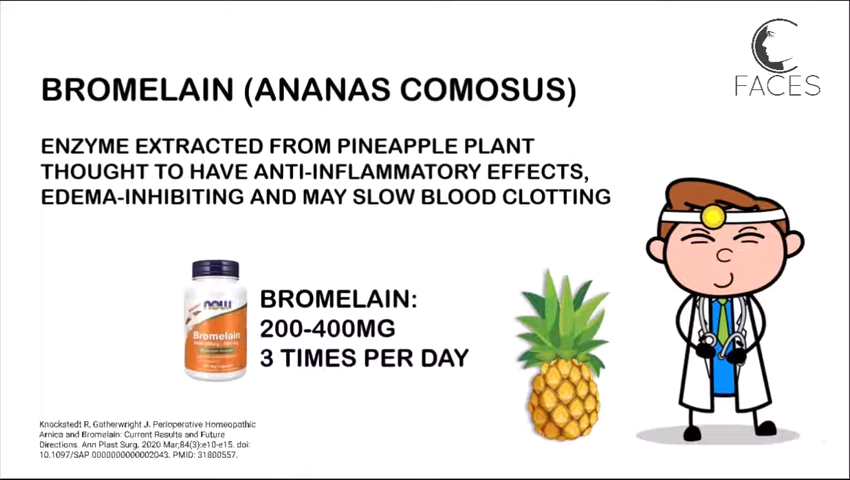 FACES
BROMELAIN (ANANAS COMOSUS)
ENZYME EXTRACTED FROM PINEAPPLE PLANT
THOUGHT TO HAVE ANTI-INFLAMMATORY EFFECTS,
EDEMA-INHIBITING AND MAY SLOW BLOOD CLOTTING
NOW
Bromelain
BROMELAIN:
200-400MG
3 TIMES PER DAY
Knackstedt R, Gatherwright J. Perioperative Homeopathic
Arnica and Bromelain: Current Results and Future
Directions. Ann Plast Surg. 2020 Mar;84(3):e10-e15. doi:
10.1097/SAP.0000000000002043. PMID: 31800557.